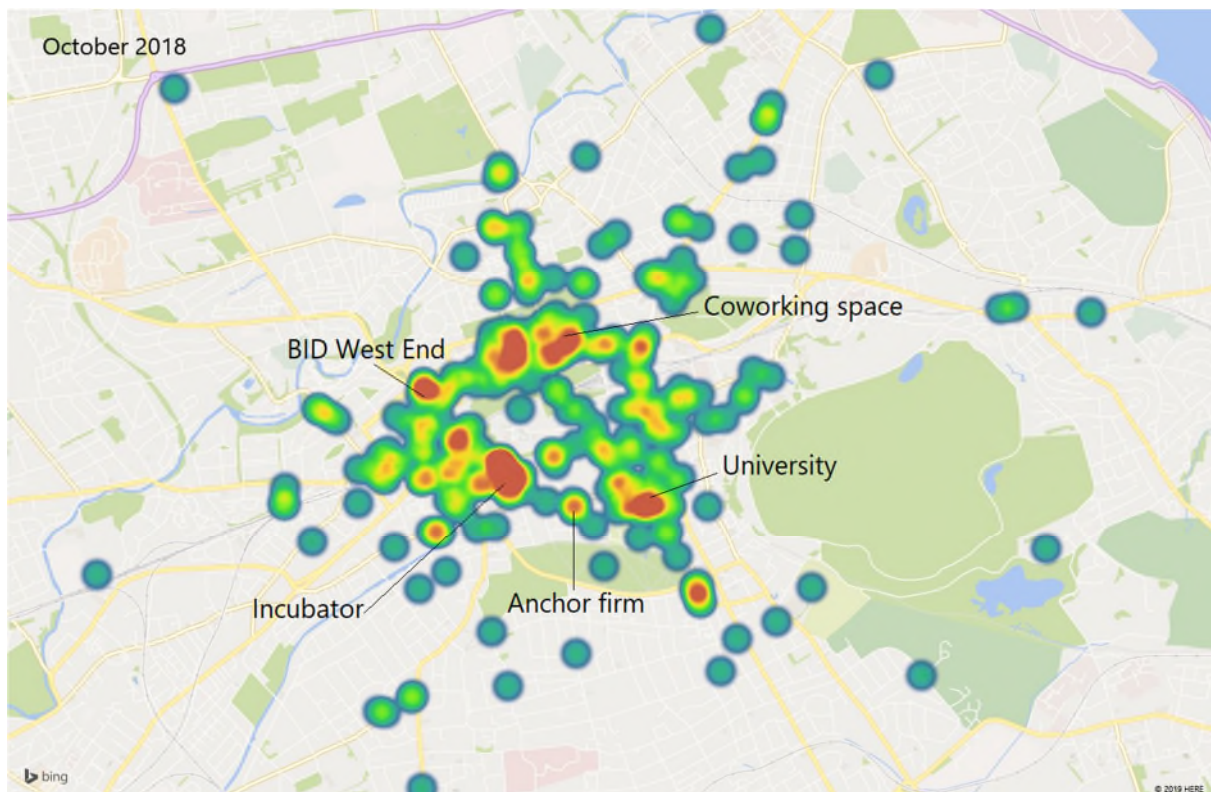 October 2018
Coworking space
BID West End
University
Incubator
Anchor firm
bing
© 2019 HERE